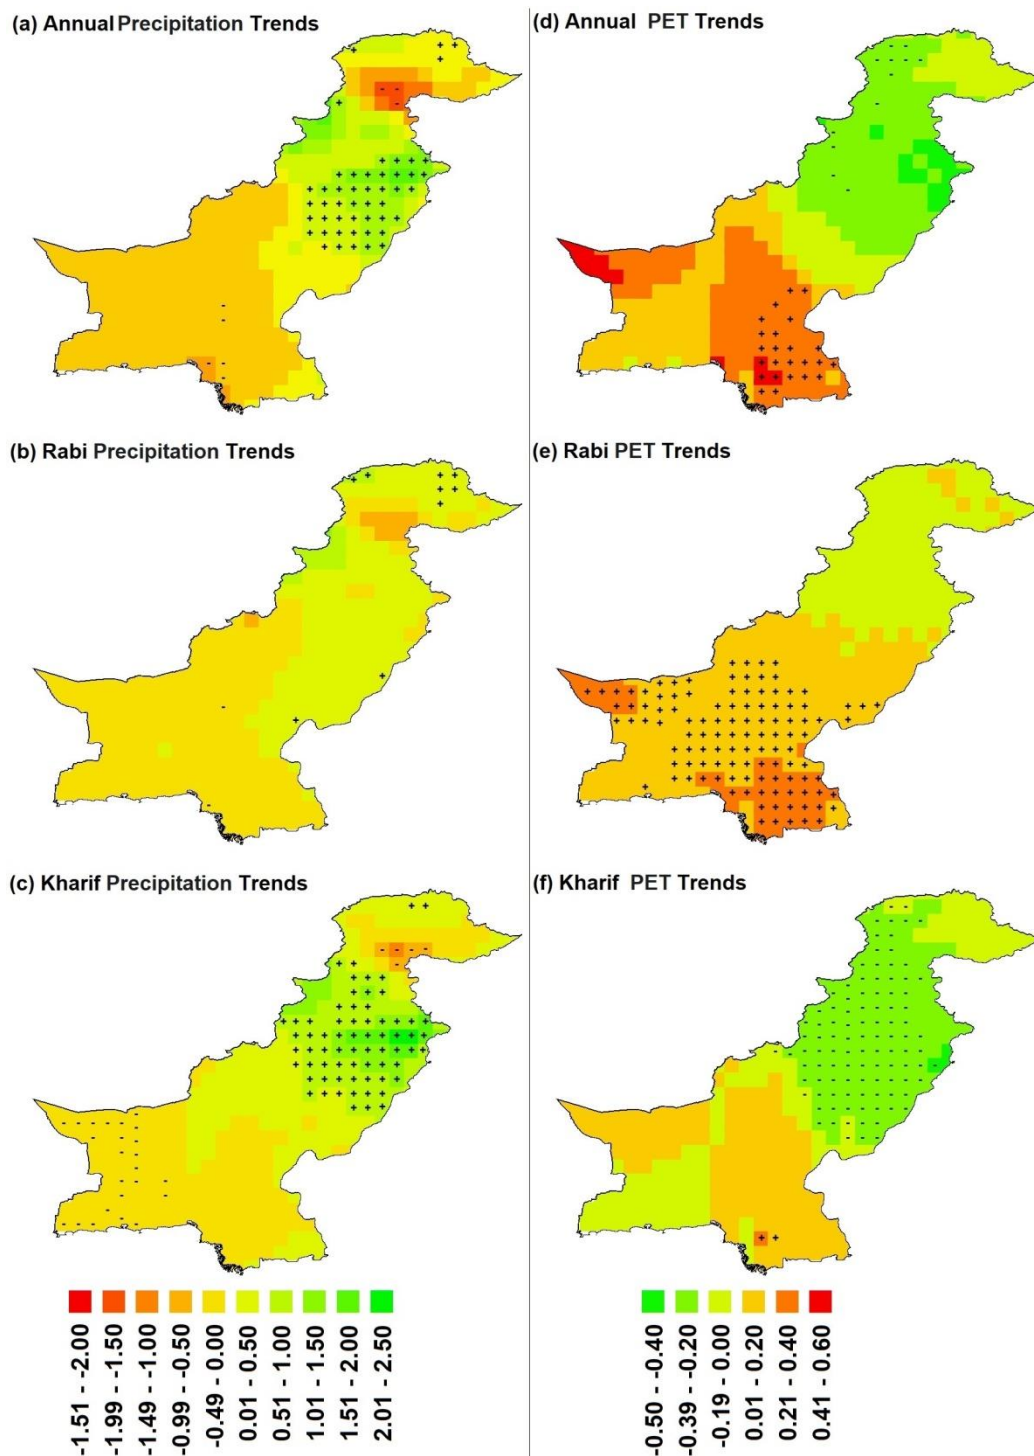 (a) Annual Precipitation Trends
(d) Annual PET Trends
(b) Rabi Precipitation Trends
(e) Rabi PET Trends
(c) Kharif Precipitation Trends
(f) Kharif PET Trends
-1.51 - -2.00
-1.99 - -1.50
-1.49 - -1.00
-0.99 - -0.50
-0.49 - 0.00
0.01 - 0.50
0.51 - 1.00
1.01 - 1.50
1.51 - 2.00
2.01 - 2.50
-0.50 - -0.40
-0.39 - -0.20
-0.19 - 0.00
0.01 - 0.20
0.21 - 0.40
0.41 - 0.60